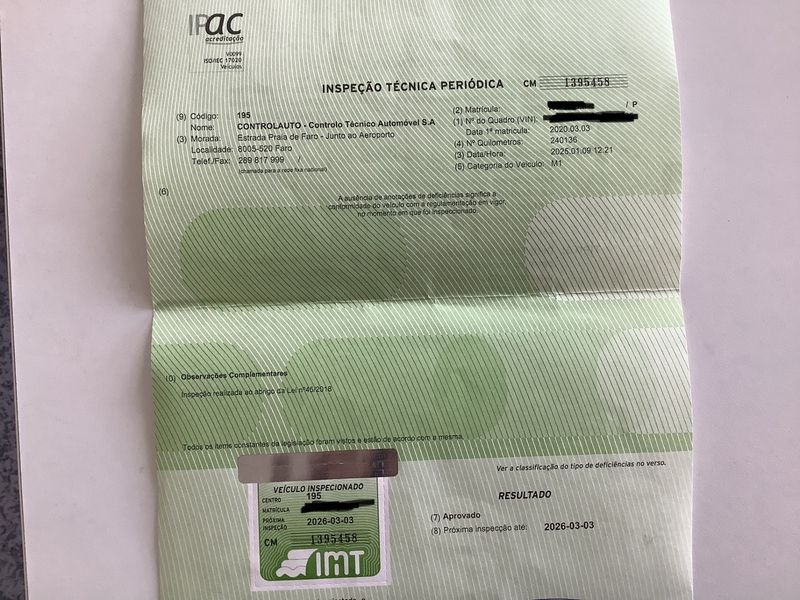 IPAC
acreditação
V0099
ISO/IEC 17020
Veículos
INSPEÇÃO TÉCNICA PERIÓDICA CM 1395458
(9) Código: 195
Nome: CONTROLAUTO - Controlo Técnico Automóvel S.A
(3) Morada: Estrada Praia de Faro - Junto ao Aeroporto
Localidade: 8005-520 Faro
Telef./Fax: 289 817 999 /
(chamada para a rede fixa nacional)
(2) Matrícula: / P
(1) Nº do Quadro (VIN):
Data 1ª matrícula: 2020.03.03
(4) Nº Quilometros: 240136
(3) Data/Hora: 2025.01.09 12:21
(5) Categoria do Veículo: M1
(6)
A ausência de anotações de deficiências significa a
conformidade do veículo com a regulamentação em vigor
no momento em que foi inspeccionado.
Observações Complementares
Inspeção realizada ao abrigo da Lei nº45/2018
Todos os itens constantes da legislação foram vistos e estão de acordo com a mesma.
Ver a classificação do tipo de deficiências no verso.
VEÍCULO INSPECIONADO
CENTRO 195
MATRÍCULA
PRÓXIMA
INSPEÇÃO 2026-03-03
CM 1395458
IMT
RESULTADO
(7) Aprovado
(8) Próxima inspecção até: 2026-03-03